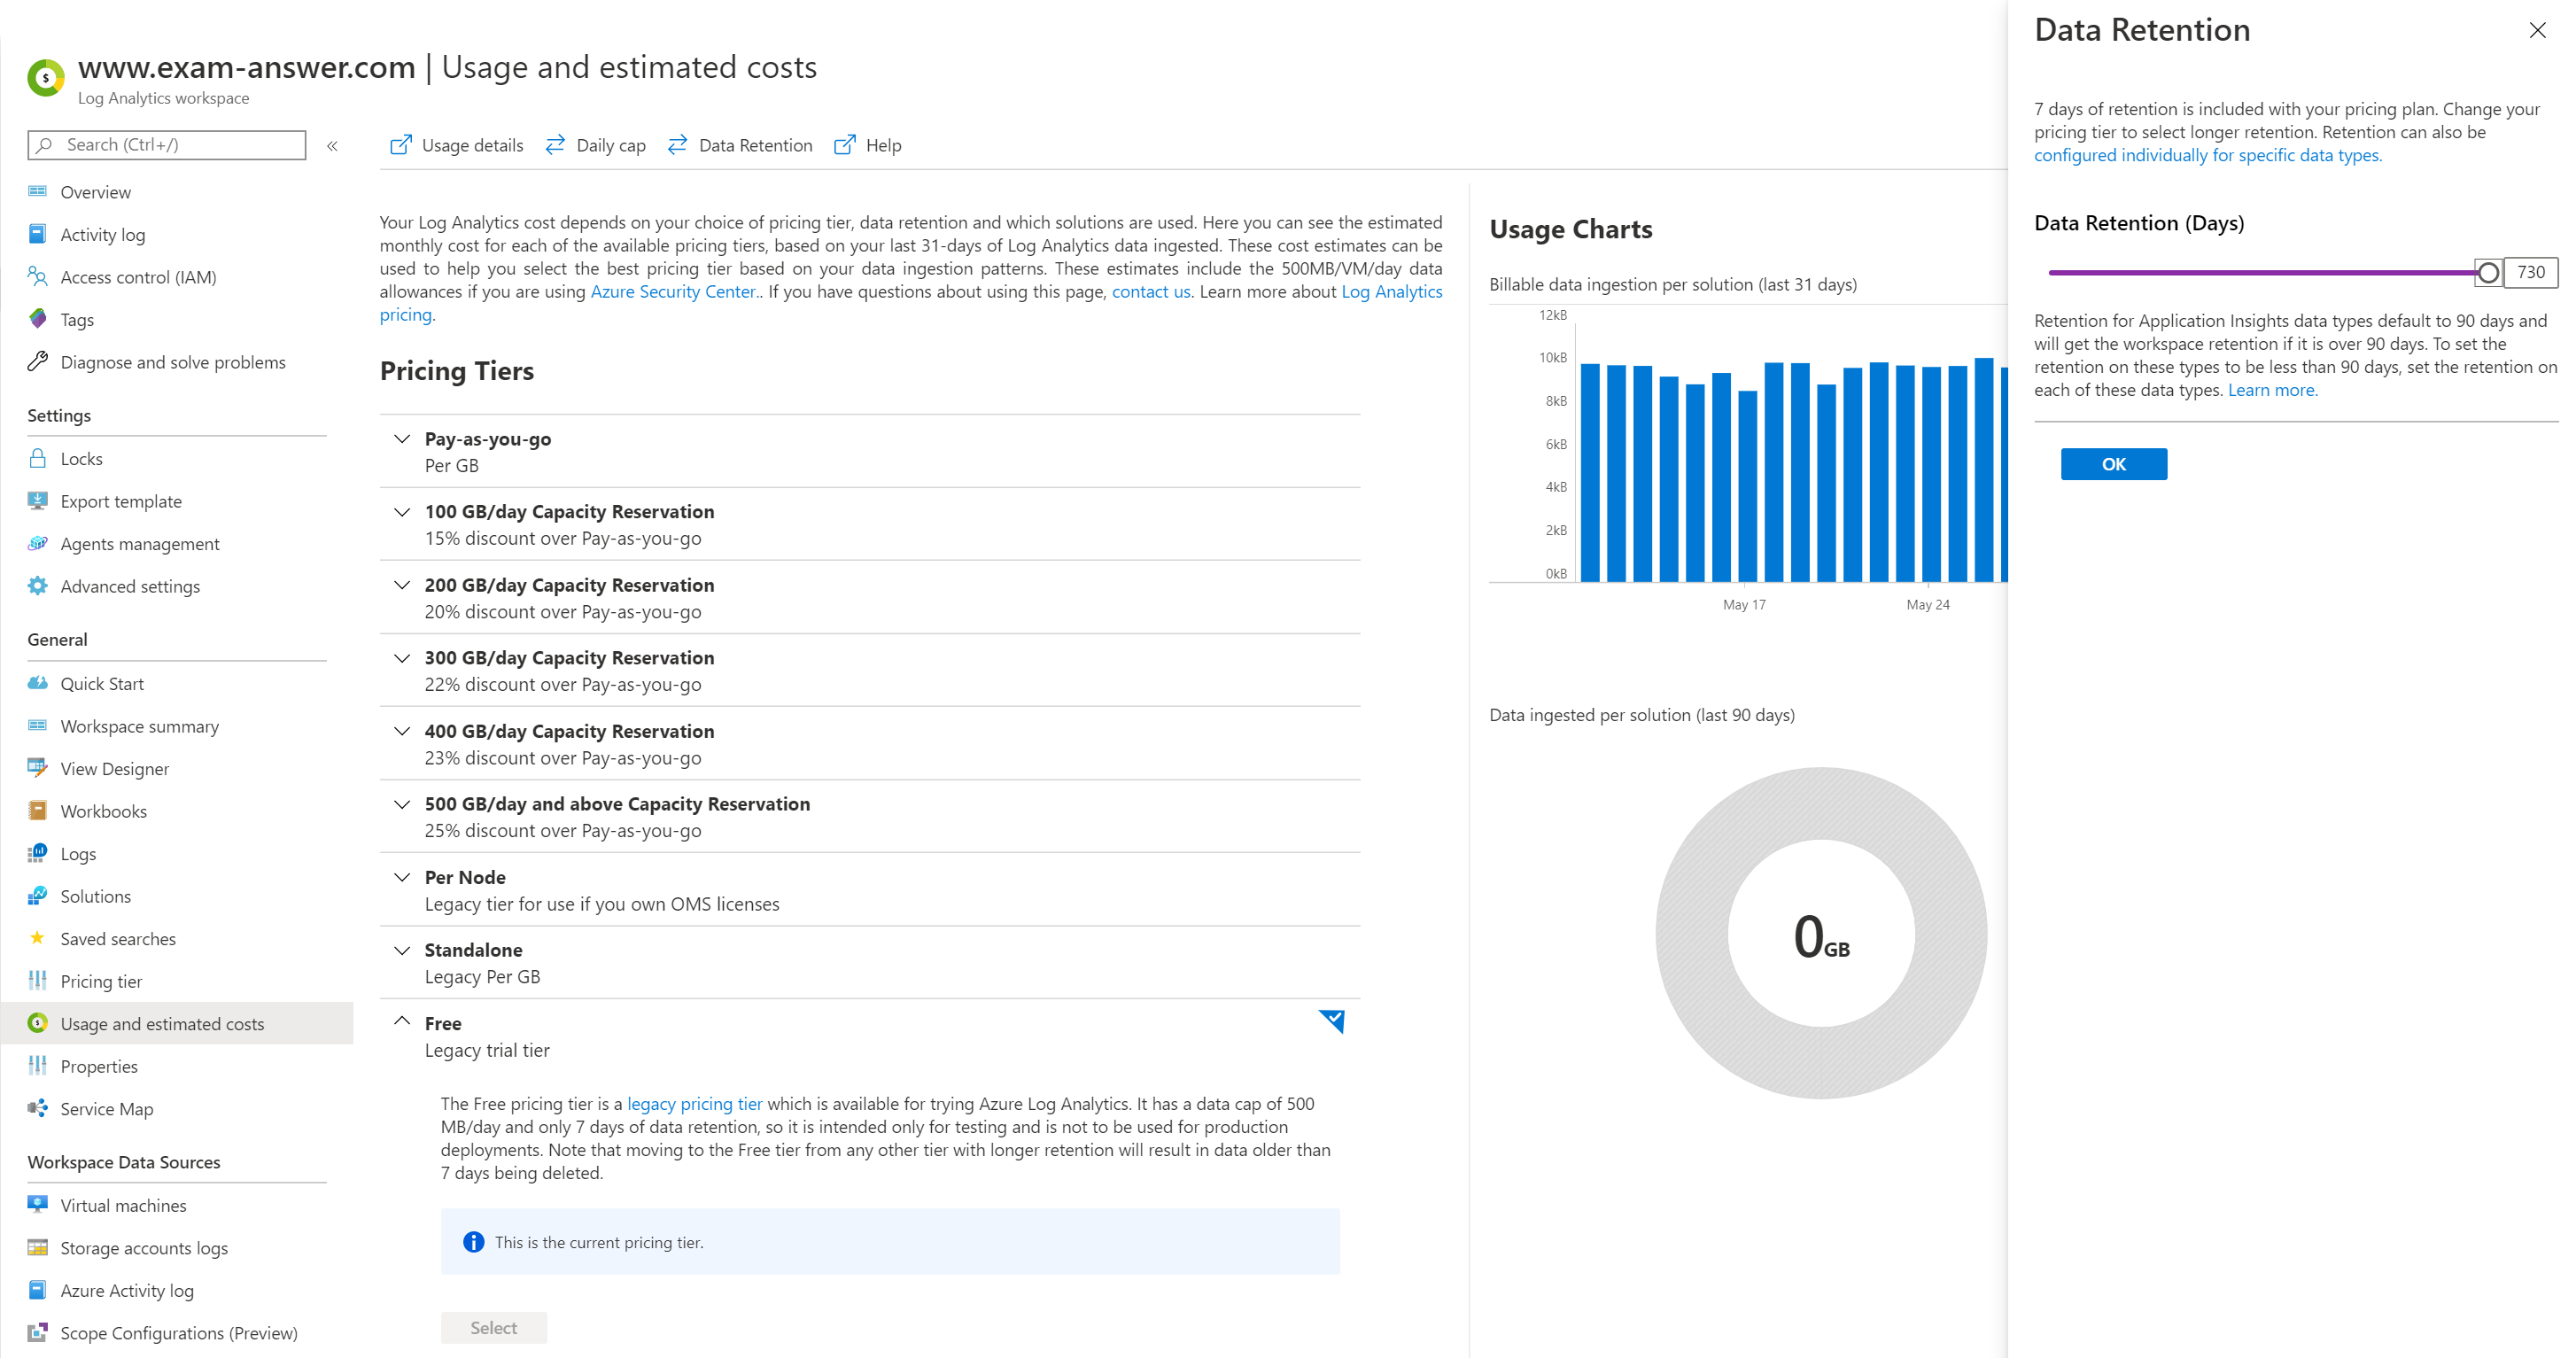 www.exam-answer.com | Usage and estimated costs
Log Analytics workspace
Search (Ctrl+/)
«
Overview
Activity log
Access control (IAM)
Tags
Diagnose and solve problems
Settings
Locks
Export template
Agents management
Advanced settings
General
Quick Start
Workspace summary
View Designer
Workbooks
Logs
Solutions
Saved searches
Pricing tier
Usage and estimated costs
Properties
Service Map
Workspace Data Sources
Virtual machines
Storage accounts logs
Azure Activity log
Scope Configurations (Preview)
Usage details
Daily cap
Data Retention
Help
Your Log Analytics cost depends on your choice of pricing tier, data retention and which solutions are used. Here you can see the estimated
monthly cost for each of the available pricing tiers, based on your last 31-days of Log Analytics data ingested. These cost estimates can be
used to help you select the best pricing tier based on your data ingestion patterns. These estimates include the 500MB/VM/day data
allowances if you are using Azure Security Center.. If you have questions about using this page, contact us. Learn more about Log Analytics
pricing.
Pricing Tiers
Pay-as-you-go
Per GB
100 GB/day Capacity Reservation
15% discount over Pay-as-you-go
200 GB/day Capacity Reservation
20% discount over Pay-as-you-go
300 GB/day Capacity Reservation
22% discount over Pay-as-you-go
400 GB/day Capacity Reservation
23% discount over Pay-as-you-go
500 GB/day and above Capacity Reservation
25% discount over Pay-as-you-go
Per Node
Legacy tier for use if you own OMS licenses
Standalone
Legacy Per GB
Free
Legacy trial tier
The Free pricing tier is a legacy pricing tier which is available for trying Azure Log Analytics. It has a data cap of 500
MB/day and only 7 days of data retention, so it is intended only for testing and is not to be used for production
deployments. Note that moving to the Free tier from any other tier with longer retention will result in data older than
7 days being deleted.
This is the current pricing tier.
Select
Usage Charts
Billable data ingestion per solution (last 31 days)
12kB
10kB
8kB
6kB
4kB
2kB
0kB
May 17
May 24
Data ingested per solution (last 90 days)
0GB
Data Retention
7 days of retention is included with your pricing plan. Change your
pricing tier to select longer retention. Retention can also be
configured individually for specific data types.
Data Retention (Days)
730
Retention for Application Insights data types default to 90 days and
will get the workspace retention if it is over 90 days. To set the
retention on these types to be less than 90 days, set the retention on
each of these data types. Learn more.
OK